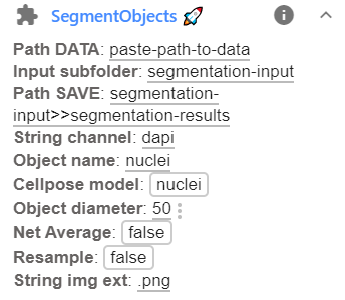 SegmentObjects 🚀
Path DATA: paste-path-to-data
Input subfolder: segmentation-input
Path SAVE: segmentation-
input>>segmentation-results
String channel: dapi
Object name: nuclei
Cellpose model: nuclei
Object diameter: 50
Net Average: false
Resample: false
String img ext: .png